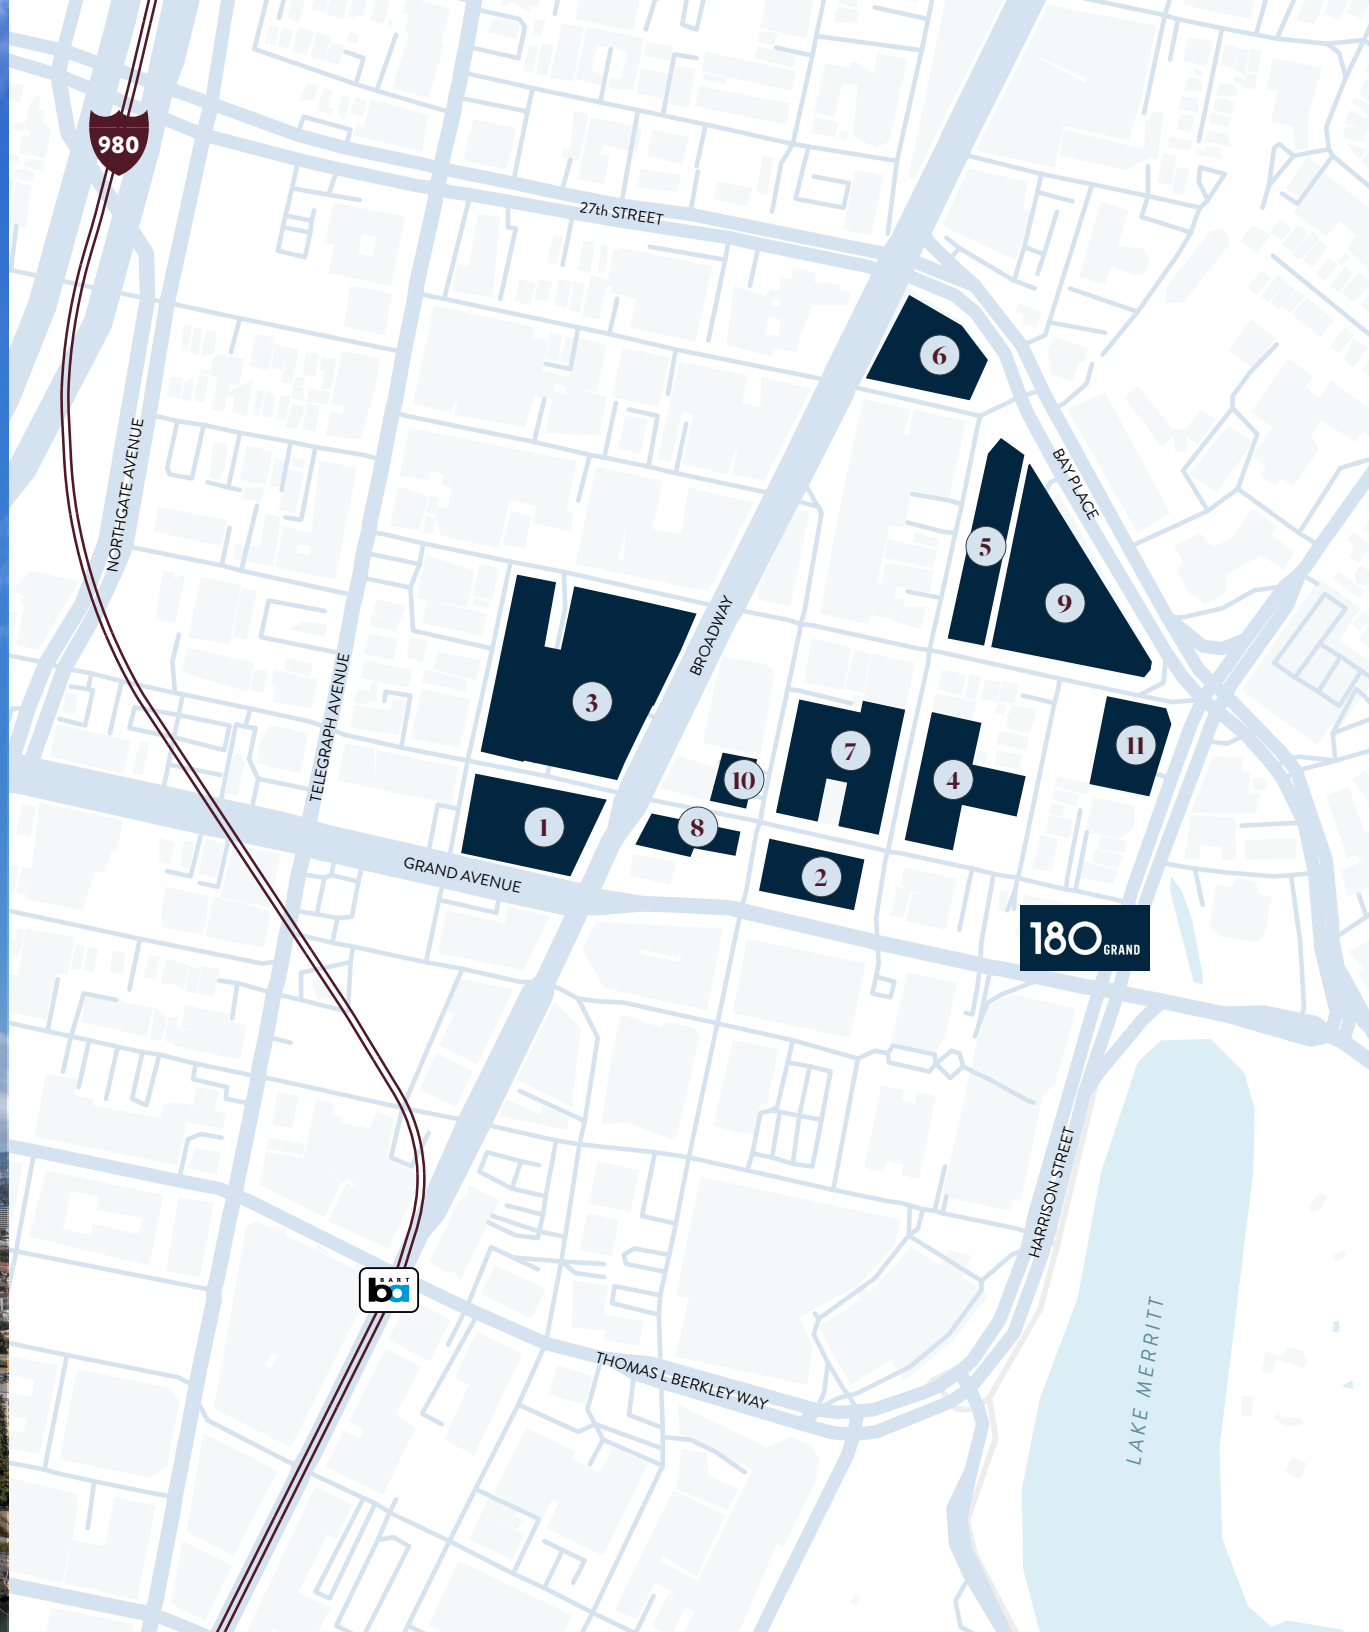 980
27th STREET
6
NORTHGATE AVENUE
BAY PLACE
5
9
BROADWAY
TELEGRAPH AVENUE
3
7
11
10
4
1
8
GRAND AVENUE
2
180 GRAND
HARRISON STREET
BART
ba
LAKE MERRITT
THOMAS L BERKLEY WAY